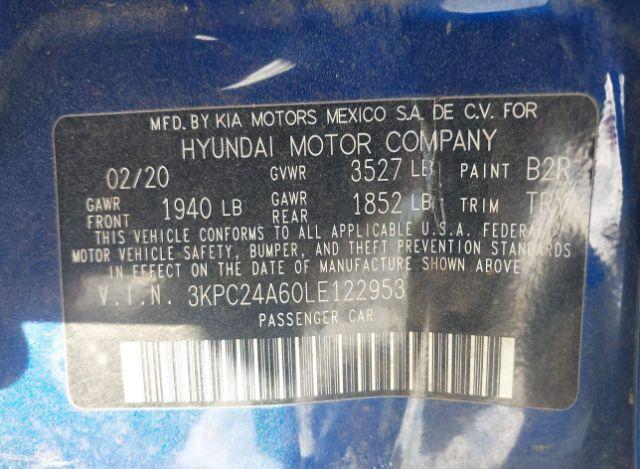 MFD. BY KIA MOTORS MEXICO S.A. DE C.V. FOR
HYUNDAI MOTOR COMPANY
02/20 GVWR 3527 LB PAINT B2R
GAWR FRONT 1940 LB GAWR REAR 1852 LB TRIM TRY
THIS VEHICLE CONFORMS TO ALL APPLICABLE U.S.A. FEDERAL
MOTOR VEHICLE SAFETY, BUMPER, AND THEFT PREVENTION STANDARDS
IN EFFECT ON THE DATE OF MANUFACTURE SHOWN ABOVE.
V.I.N. 3KPC24A60LE122953
PASSENGER CAR